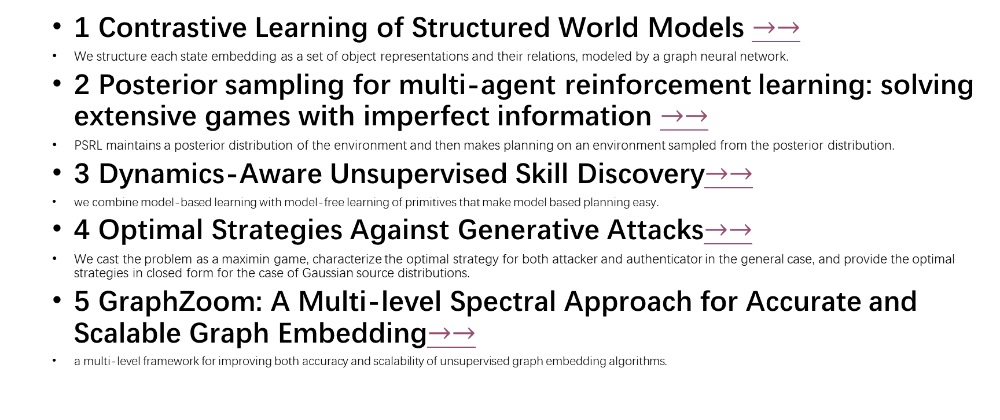 • 1 Contrastive Learning of Structured World Models →→
• We structure each state embedding as a set of object representations and their relations, modeled by a graph neural network.
• 2 Posterior sampling for multi-agent reinforcement learning: solving
extensive games with imperfect information →→
• PSRL maintains a posterior distribution of the environment and then makes planning on an environment sampled from the posterior distribution.
• 3 Dynamics-Aware Unsupervised Skill Discovery→→
• we combine model-based learning with model-free learning of primitives that make model based planning easy.
• 4 Optimal Strategies Against Generative Attacks→→
• We cast the problem as a maximin game, characterize the optimal strategy for both attacker and authenticator in the general case, and provide the optimal
strategies in closed form for the case of Gaussian source distributions.
• 5 GraphZoom: A Multi-level Spectral Approach for Accurate and
Scalable Graph Embedding→→
• a multi-level framework for improving both accuracy and scalability of unsupervised graph embedding algorithms.